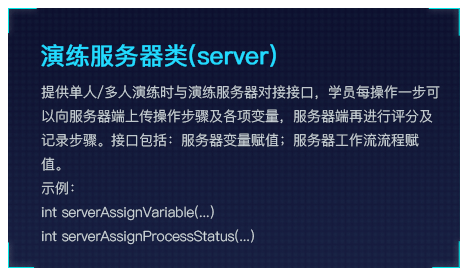 演练服务器类(server)
提供单人/多人演练时与演练服务器对接接口，学员每操作一步可
以向服务器端上传操作步骤及各项变量，服务器端再进行评分及
记录步骤。接口包括：服务器变量赋值；服务器工作流流程赋
值。
示例：
int serverAssignVariable(...)
int serverAssignProcessStatus(...)